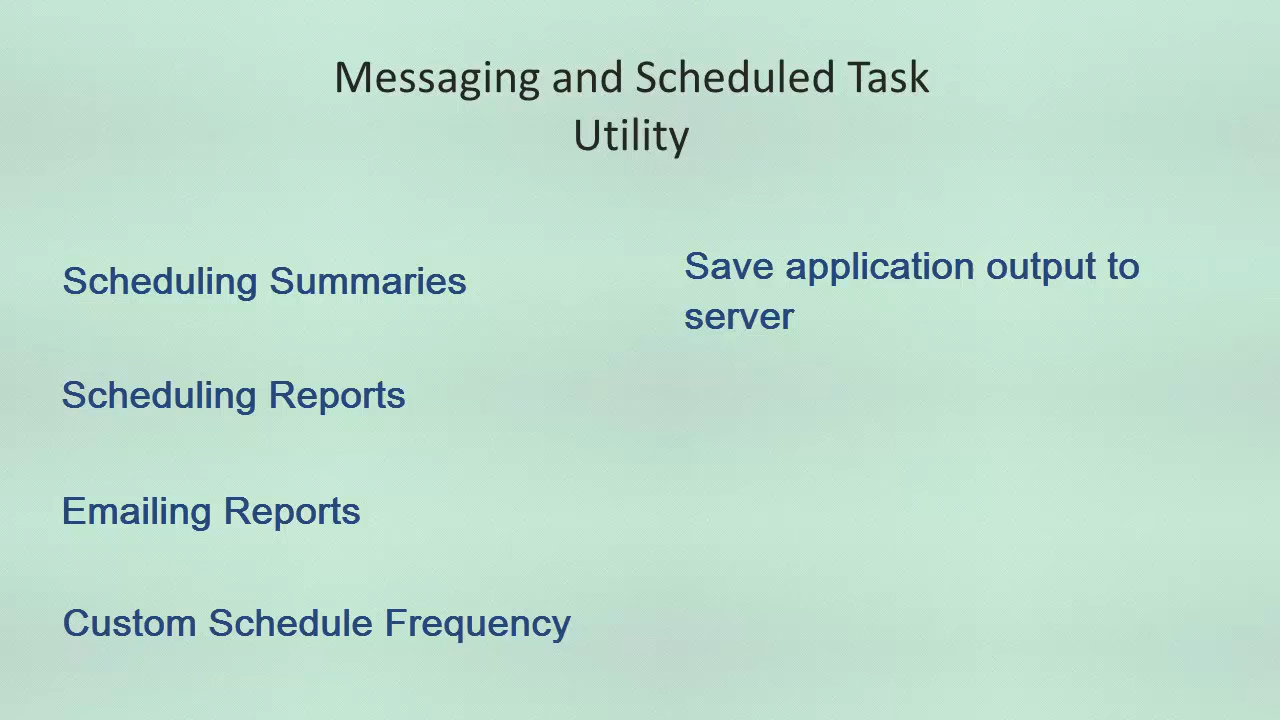 Messaging and Scheduled Task
Utility
Scheduling Summaries
Scheduling Reports
Emailing Reports
Custom Schedule Frequency
Save application output to
server